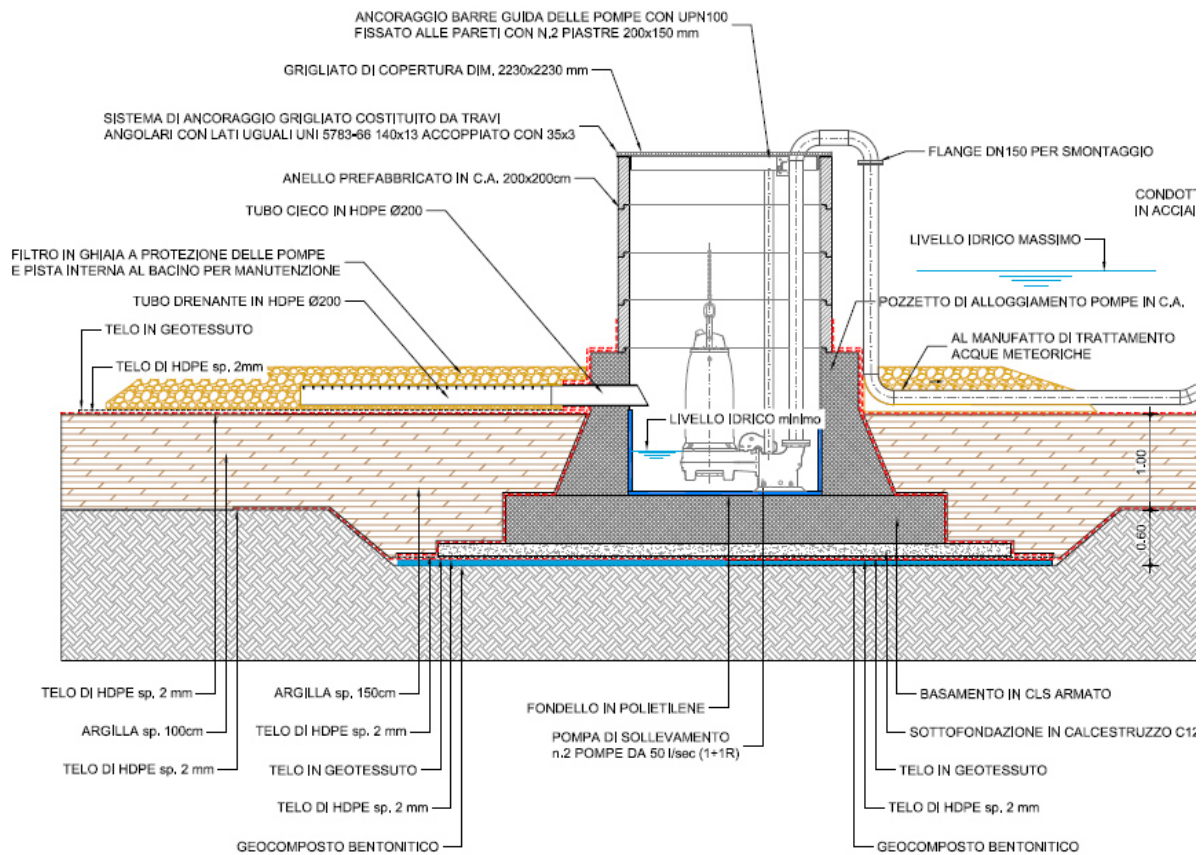 ANCORAGGIO BARRE GUIDA DELLE POMPE CON UPN100
FISSATO ALLE PARETI CON N.2 PIASTRE 200x150 mm
GRIGLIATO DI COPERTURA DIM. 2230x2230 mm
SISTEMA DI ANCORAGGIO GRIGLIATO COSTITUITO DA TRAVI
ANGOLARI CON LATI UGUALI UNI 5783-66 140x13 ACCOPPIATO CON 35x3
FLANGE DN150 PER SMONTAGGIO
ANELLO PREFABBRICATO IN C.A. 200x200cm
CONDOTT
IN ACCIAI
TUBO CIECO IN HDPE Ø200
LIVELLO IDRICO MASSIMO
FILTRO IN GHIAIA A PROTEZIONE DELLE POMPE
E PISTA INTERNA AL BACINO PER MANUTENZIONE
TUBO DRENANTE IN HDPE Ø200
POZZETTO DI ALLOGGIAMENTO POMPE IN C.A.
TELO IN GEOTESSUTO
AL MANUFATTO DI TRATTAMENTO
ACQUE METEORICHE
TELO DI HDPE sp. 2mm
LIVELLO IDRICO minimo
1.00
0.60
TELO DI HDPE sp. 2 mm
ARGILLA sp. 150cm
BASAMENTO IN CLS ARMATO
FONDELLO IN POLIETILENE
ARGILLA sp. 100cm
TELO DI HDPE sp. 2 mm
POMPA DI SOLLEVAMENTO
n.2 POMPE DA 50 l/sec (1+1R)
SOTTOFONDAZIONE IN CALCESTRUZZO C12
TELO DI HDPE sp. 2 mm
TELO IN GEOTESSUTO
TELO IN GEOTESSUTO
TELO DI HDPE sp. 2 mm
TELO DI HDPE sp. 2 mm
GEOCOMPOSTO BENTONITICO
GEOCOMPOSTO BENTONITICO